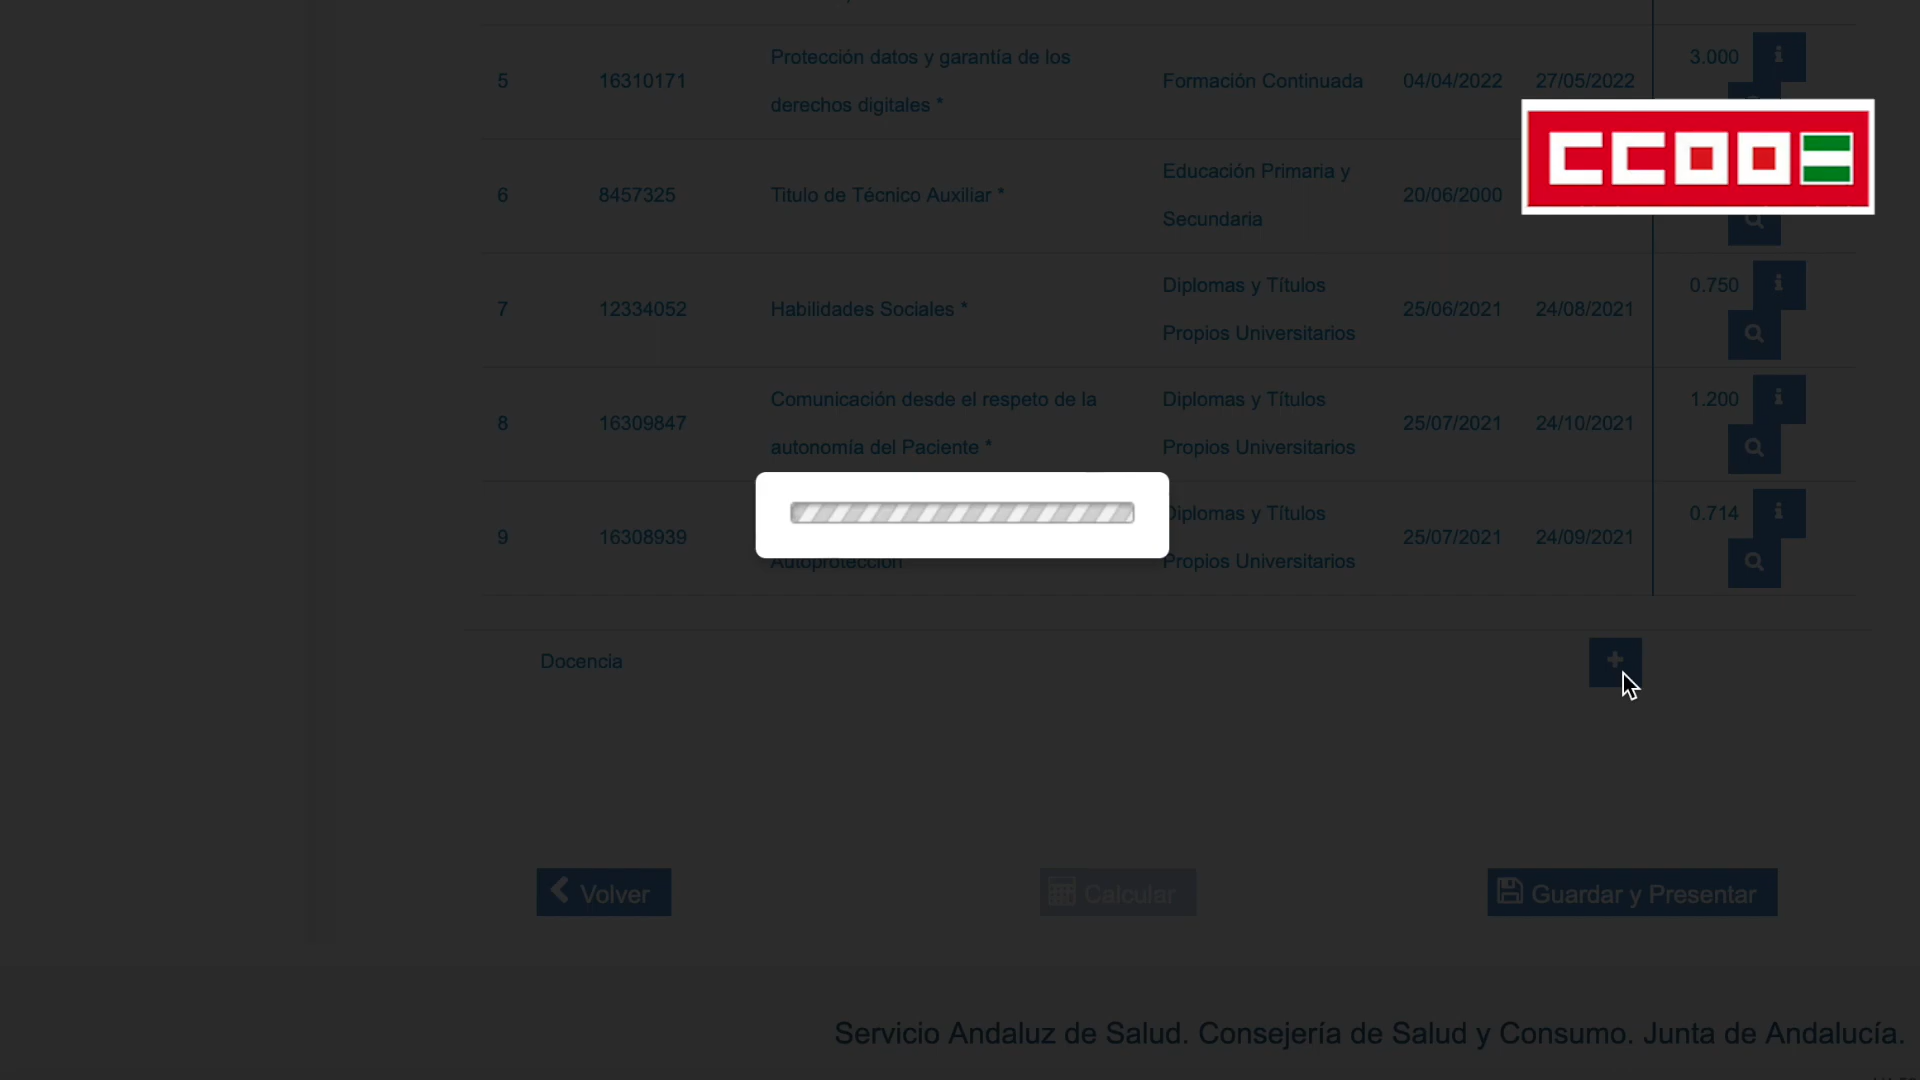 Protección datos y garantía de los
3.000
5 16310171 Formación Continuada 04/04/2022 27/05/2022
derechos digitales *
CCOO
Educación Primaria y
6 8457325 Titulo de Técnico Auxiliar * 20/06/2000
Secundaria
Diplomas y Títulos 0.750
7 12334052 Habilidades Sociales * 25/06/2021 24/08/2021
Propios Universitarios
Comunicación desde el respeto de la Diplomas y Títulos 1.200
8 16309847 25/07/2021 24/10/2021
autonomía del Paciente * Propios Universitarios
Diplomas y Títulos 0.714
9 16308939 25/07/2021 24/09/2021
Autoprotección Propios Universitarios
Docencia
Volver Calcular Guardar y Presentar
Servicio Andaluz de Salud. Consejería de Salud y Consumo. Junta de Andalucía.